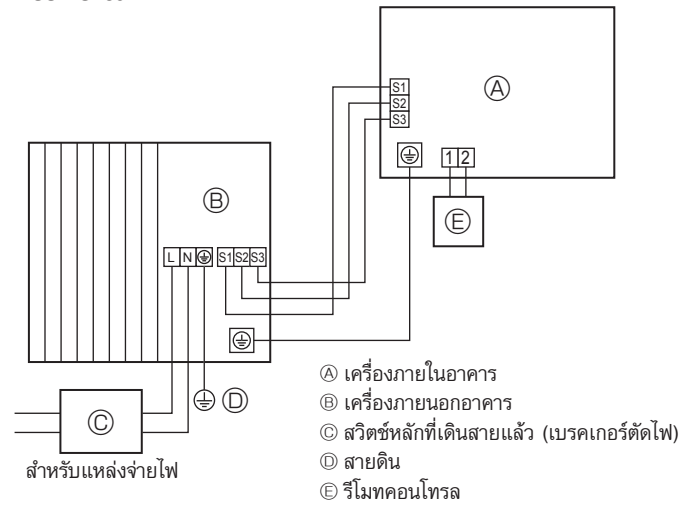 S1
S2
S3
Ⓐ
1 2
Ⓔ
Ⓑ
L N S1 S2 S3
Ⓓ
Ⓒ
สำหรับแหล่งจ่ายไฟ
Ⓐ เครื่องภายในอาคาร
Ⓑ เครื่องภายนอกอาคาร
Ⓒ สวิตช์หลักที่เดินสายแล้ว (เบรคเกอร์ตัดไฟ)
Ⓓ สายดิน
Ⓔ รีโมทคอนโทรล